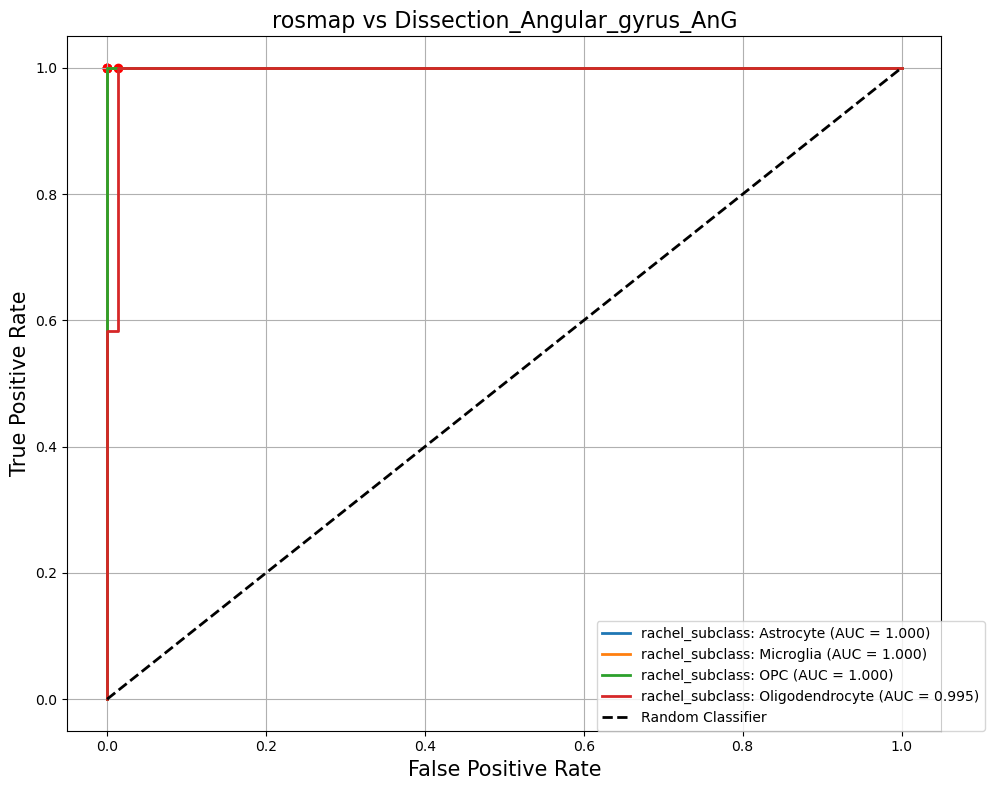 rosmap vs Dissection_Angular_gyrus_AnG
1.0
0.8
0.6
0.4
0.2
0.0
True Positive Rate
rachel_subclass: Astrocyte (AUC = 1.000)
rachel_subclass: Microglia (AUC = 1.000)
rachel_subclass: OPC (AUC = 1.000)
rachel_subclass: Oligodendrocyte (AUC = 0.995)
Random Classifier
0.0 0.2 0.4 0.6 0.8 1.0
False Positive Rate